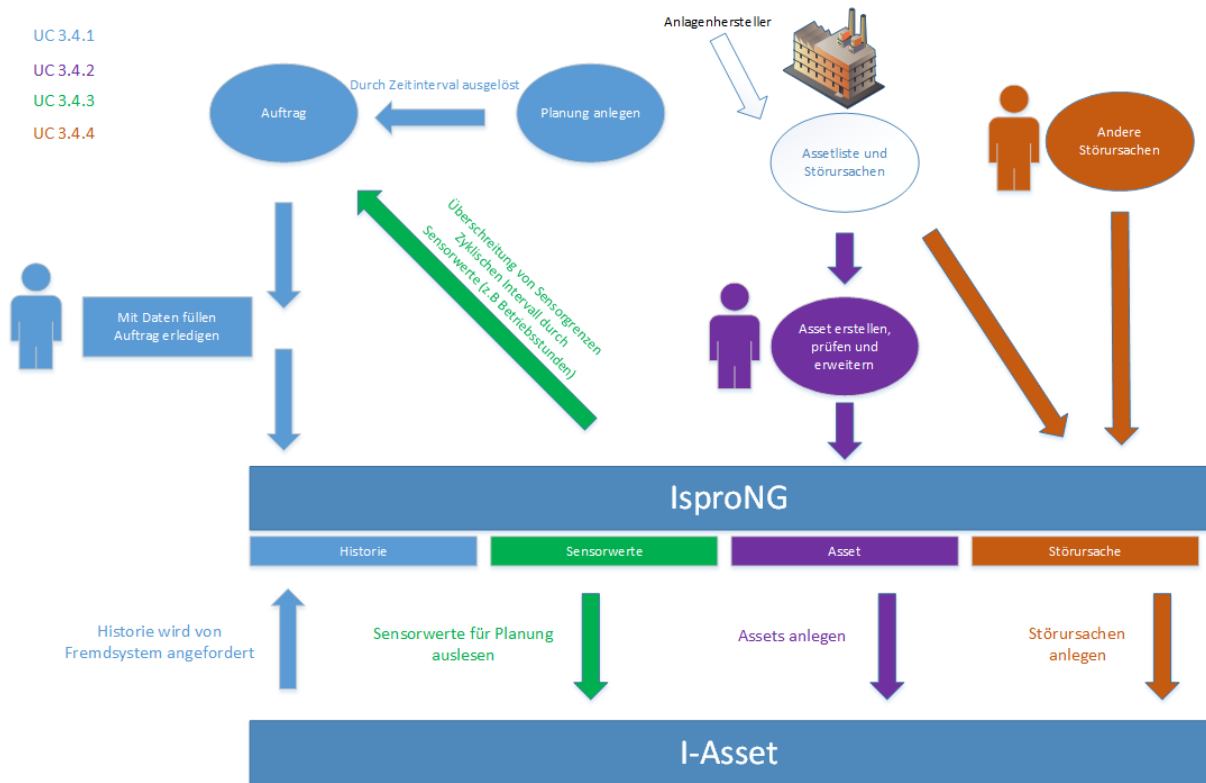 UC 3.4.1
UC 3.4.2
UC 3.4.3
UC 3.4.4
Auftrag
Durch Zeitinterval ausgelöst
Planung anlegen
Anlagenhersteller
Assetliste und
Störursachen
Andere
Störursachen
Überschreitung von Sensorgrenzen
Zyklischen Intervall durch
Sensorwerte (z.B Betriebsstunden)
Mit Daten füllen
Auftrag erledigen
Asset erstellen,
prüfen und
erweitern
IsproNG
Historie
Sensorwerte
Asset
Störursache
Historie wird von
Fremdsystem angefordert
Sensorwerte für Planung
auslesen
Assets anlegen
Störursachen
anlegen
I-Asset